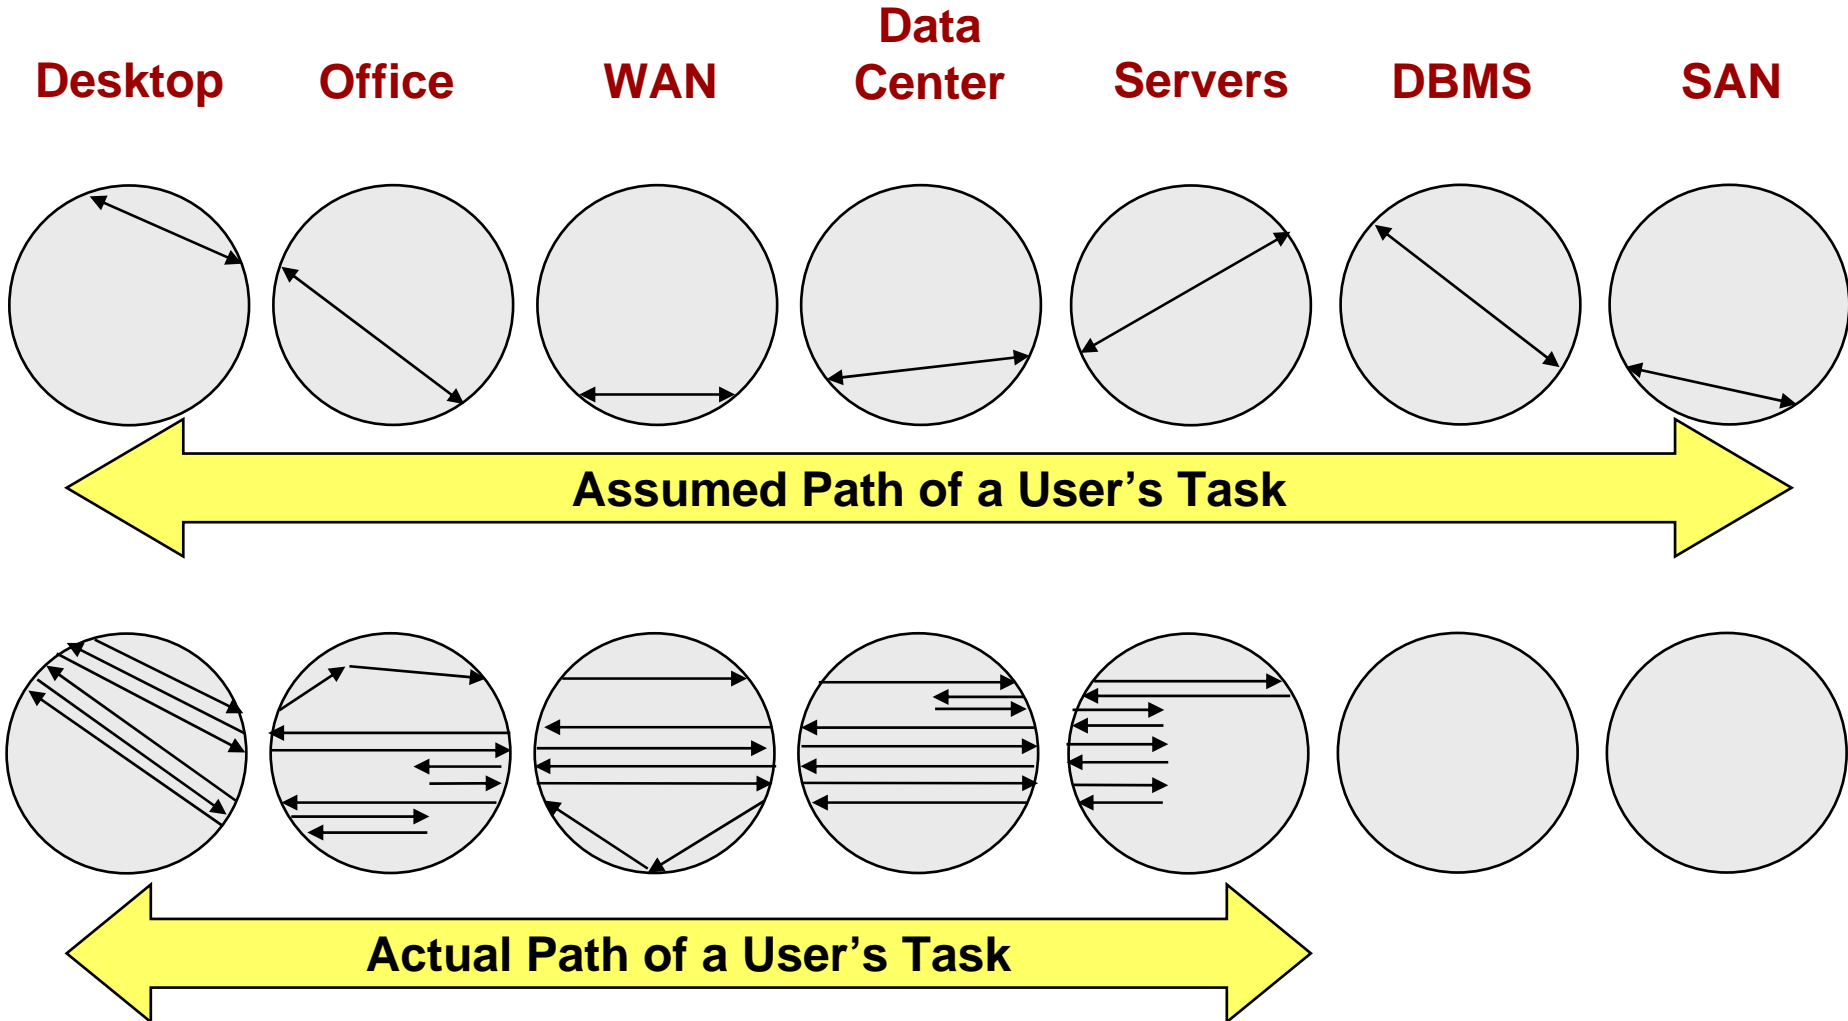 Desktop Office WAN Data Center Servers DBMS SAN
Assumed Path of a User’s Task
Actual Path of a User’s Task